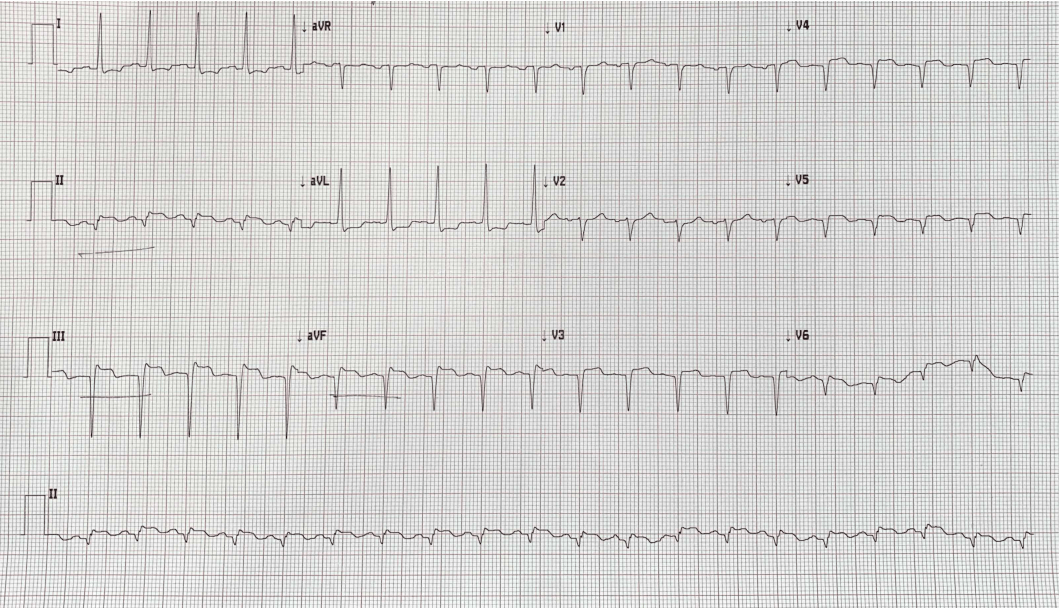 I ↓ aVR ↓ V1 ↓ V4
II ↓ aVL ↓ V2 ↓ V5
III ↓ aVF ↓ V3 ↓ V6
II